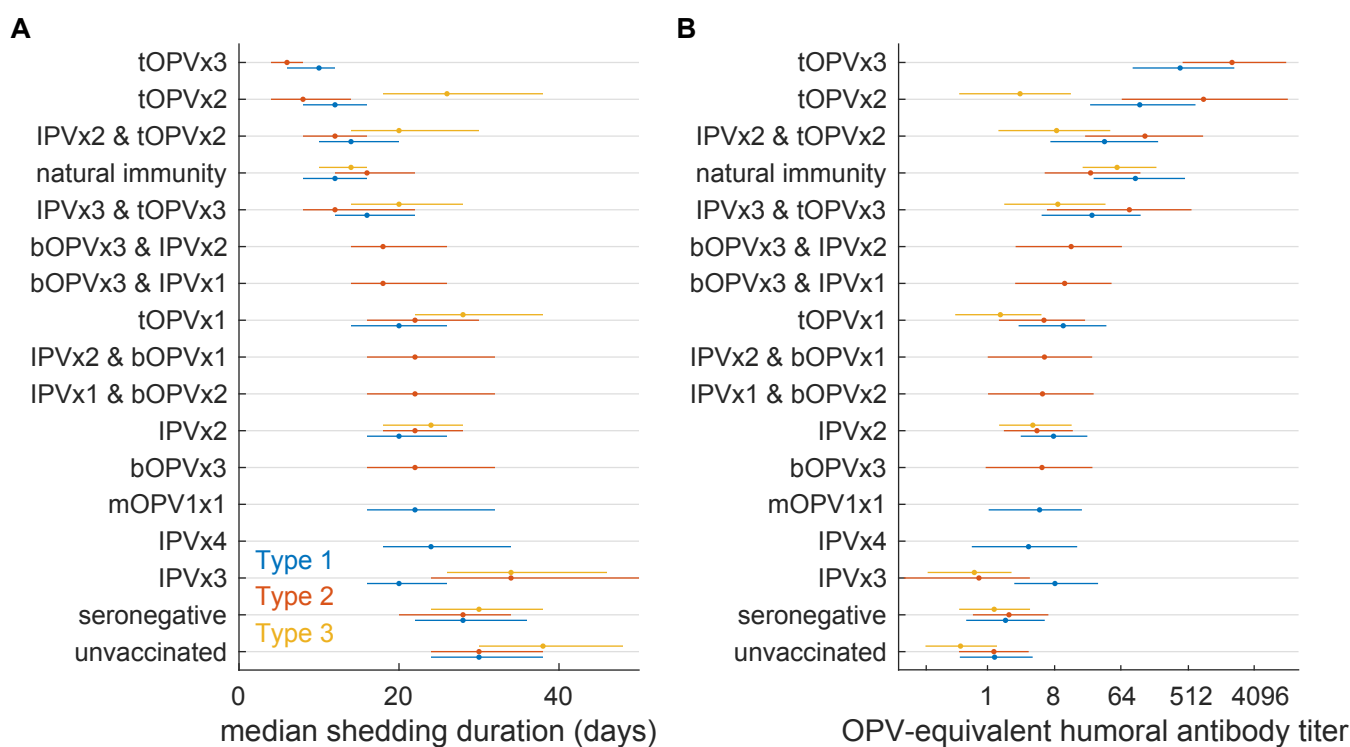 A
tOPVx3
tOPVx2
IPVx2 & tOPVx2
natural immunity
IPVx3 & tOPVx3
bOPVx3 & IPVx2
bOPVx3 & IPVx1
tOPVx1
IPVx2 & bOPVx1
IPVx1 & bOPVx2
IPVx2
bOPVx3
mOPV1x1
IPVx4
IPVx3
seronegative
unvaccinated
Type 1
Type 2
Type 3
0 20 40
median shedding duration (days)
B
tOPVx3
tOPVx2
IPVx2 & tOPVx2
natural immunity
IPVx3 & tOPVx3
bOPVx3 & IPVx2
bOPVx3 & IPVx1
tOPVx1
IPVx2 & bOPVx1
IPVx1 & bOPVx2
IPVx2
bOPVx3
mOPV1x1
IPVx4
IPVx3
seronegative
unvaccinated
1 8 64 512 4096
OPV-equivalent humoral antibody titer